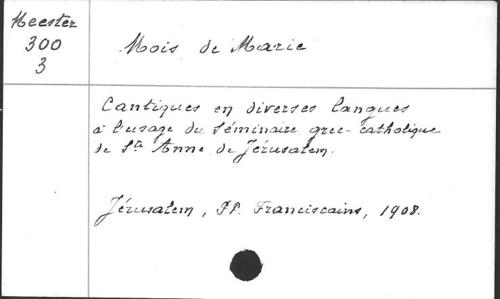 Meester
300
3
Mois de Marie
Cantiques en diverses langues
à l'usage du Séminaire grec-catholique
de Ste Anne de Jérusalem.
Jérusalem, PP. Franciscains, 1908.